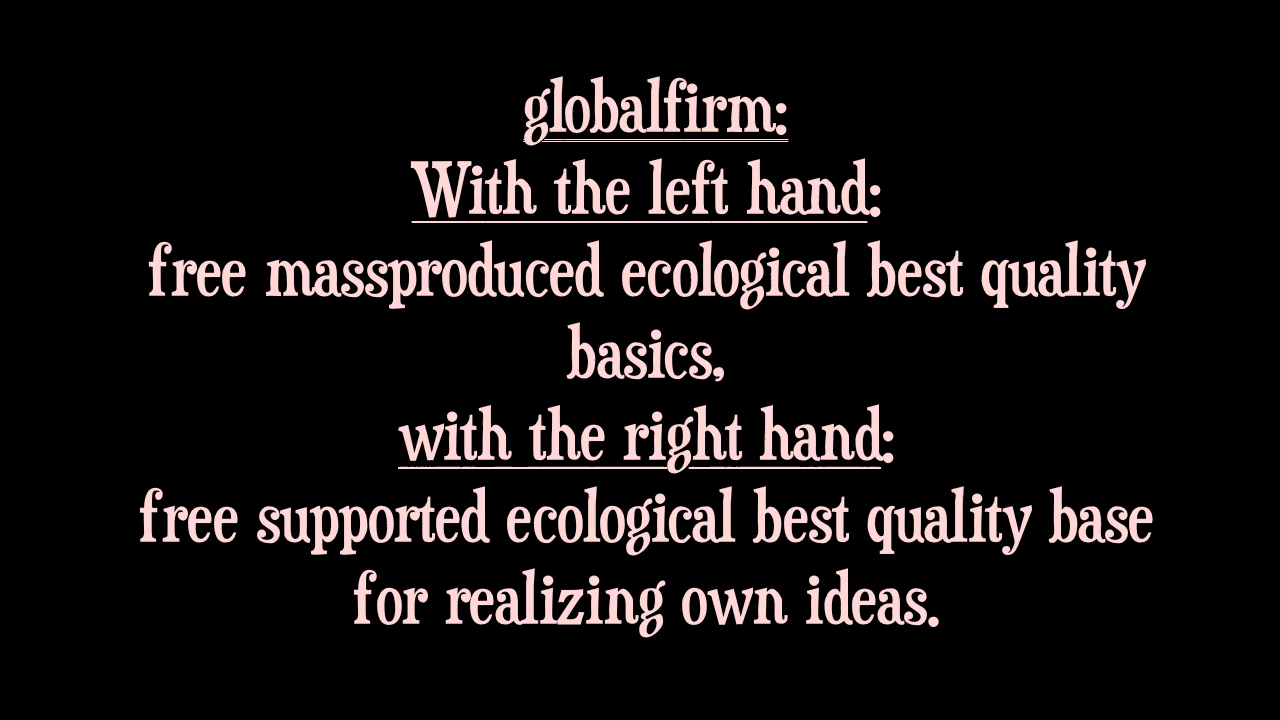 globalfirm:
With the left hand:
free massproduced ecological best quality
basics,
with the right hand:
free supported ecological best quality base
for realizing own ideas.